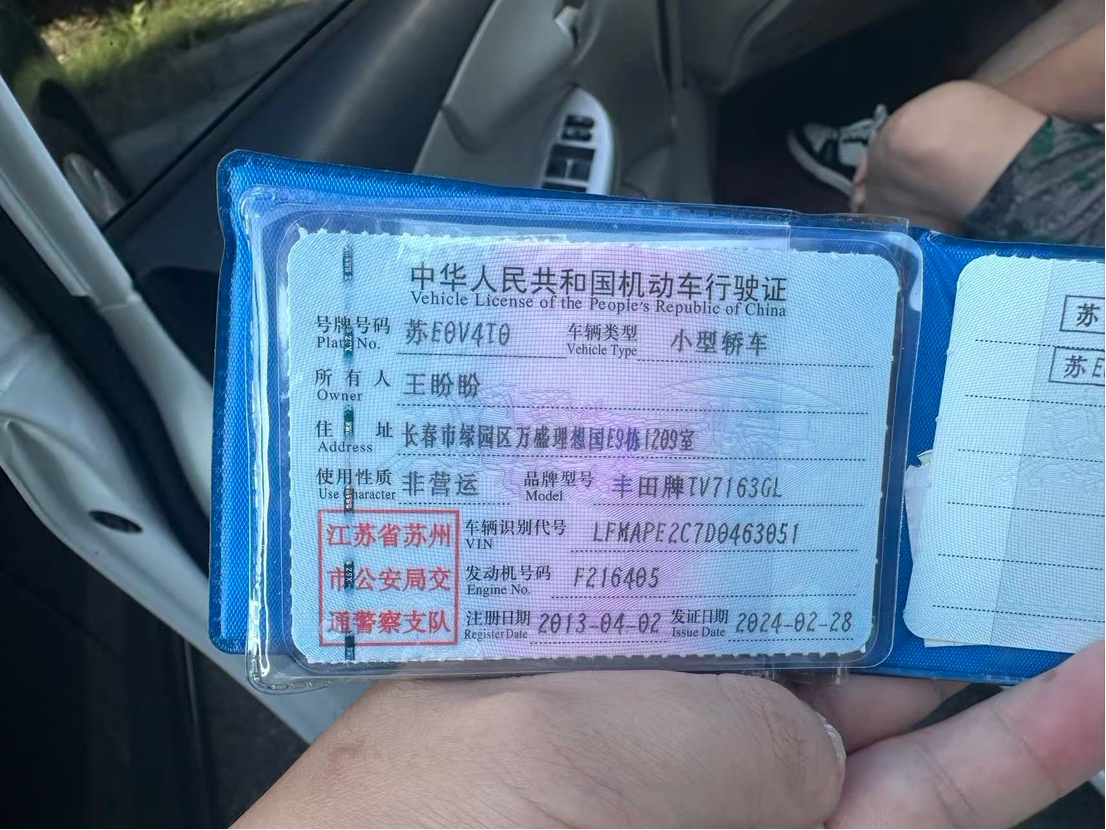 中华人民共和国机动车行驶证
Vehicle License of the People's Republic of China
号牌号码 苏E0V4T0 车辆类型 小型轿车
Plate No. Vehicle Type
所有人 王盼盼
Owner
住址 长春市绿园区万盛理想国E9栋1209室
Address
使用性质 非营运 品牌型号 丰田牌TV7163GL
Use Character Model
江苏省苏州
市公安局交
通警察支队
车辆识别代号 LFMAPE2C7D0463051
VIN
发动机号码 F216405
Engine No.
注册日期 2013-04-02 发证日期 2024-02-28
Register Date Issue Date
苏
苏E